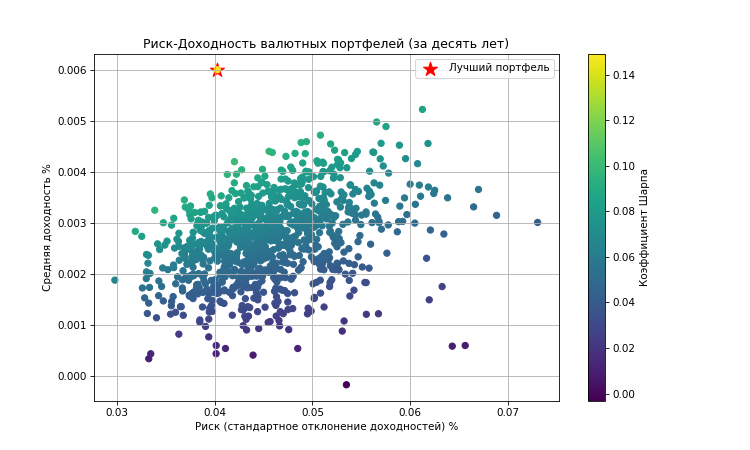 Риск-Доходность валютных портфелей (за десять лет)
Лучший портфель
Средняя доходность %
0.006
0.005
0.004
0.003
0.002
0.001
0.000
0.03 0.04 0.05 0.06 0.07
Риск (стандартное отклонение доходностей) %
0.14
0.12
0.10
0.08
0.06
0.04
0.02
0.00
Коэффициент Шарпа